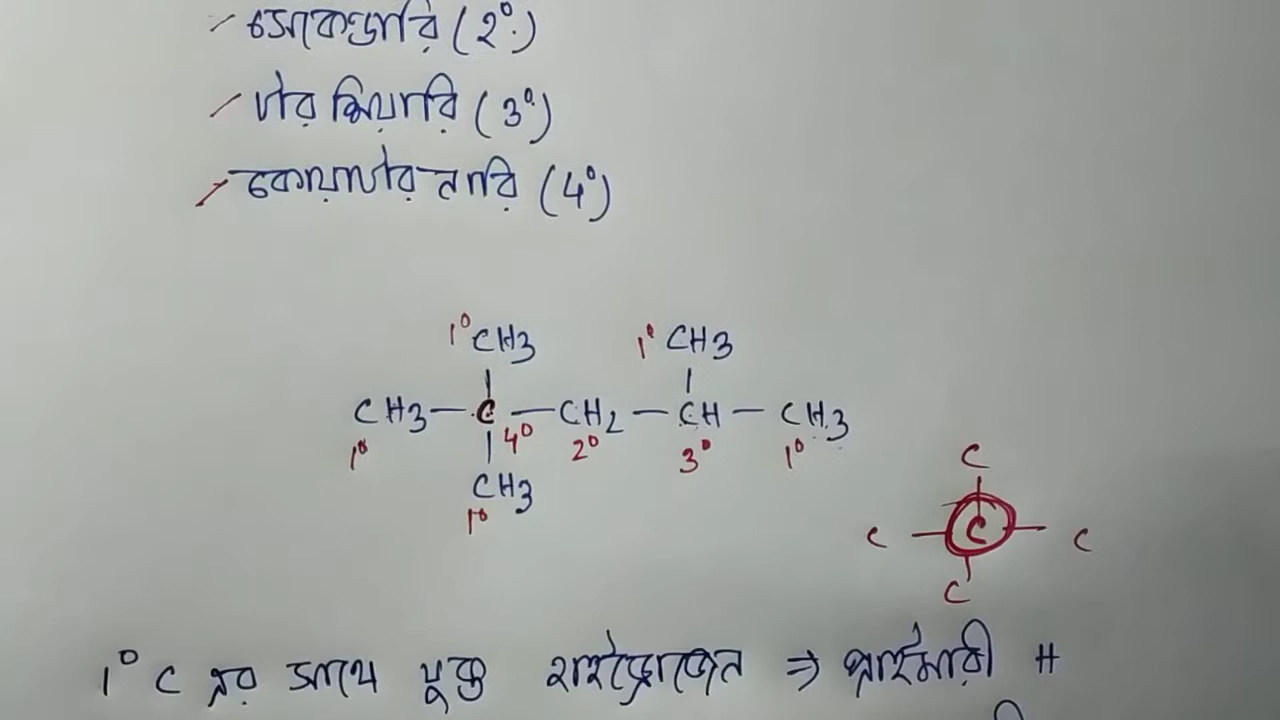 সেকেন্ডারি (2°)
টারশিয়ারি (3°)
কোয়াটারনারি (4°)
1° CH3 1° CH3
CH3 — C — CH2 — CH — CH3
1° 4° 2° 3° 1°
CH3
1°
C
C — C — C
C
1° C এর সাথে যুক্ত হাইড্রোজেন ⇒ প্রাইমারী H